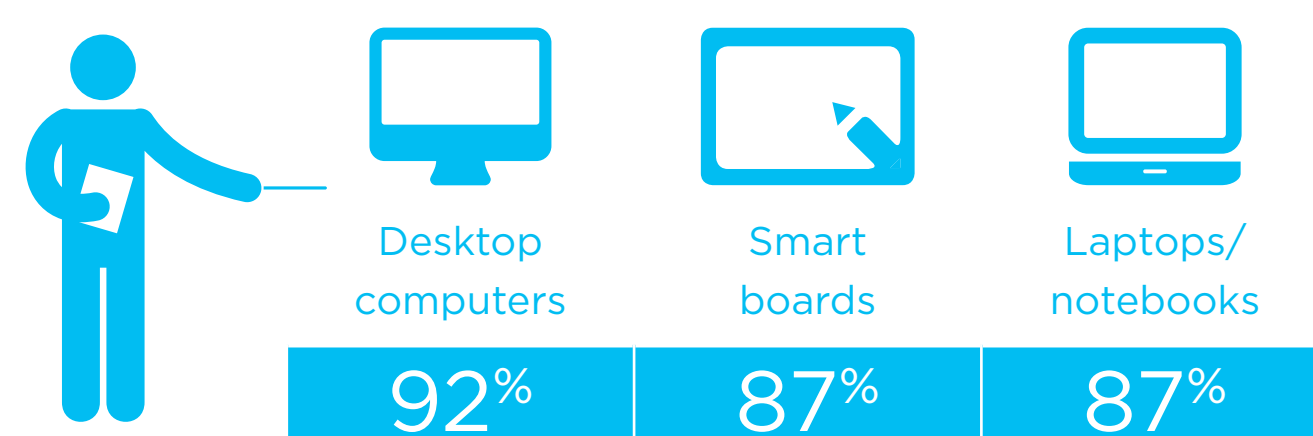 Desktop
computers
Smart
boards
Laptops/
notebooks
92%
87%
87%